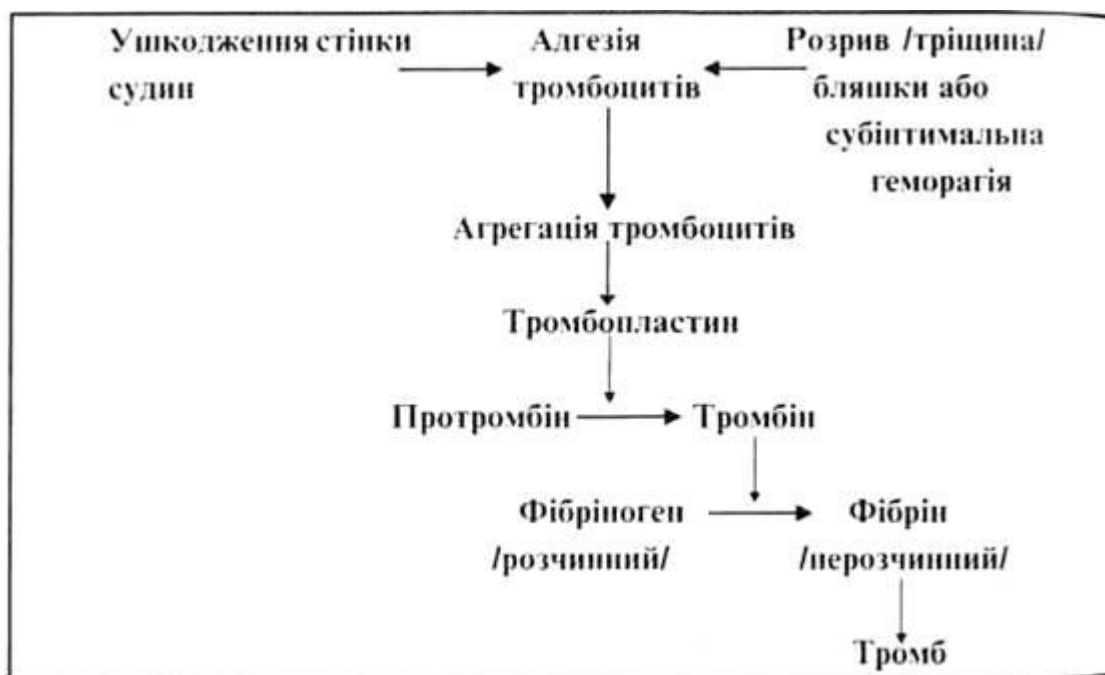 Ушкодження стінки
судин
Адгезія
тромбоцитів
Розрив /тріщина/
бляшки або
субінтимальна
геморагія
Агрегація тромбоцитів
Тромбопластин
Протромбін
Тромбін
Фібріноген
/розчинний/
Фібрін
/нерозчинний/
Тромб